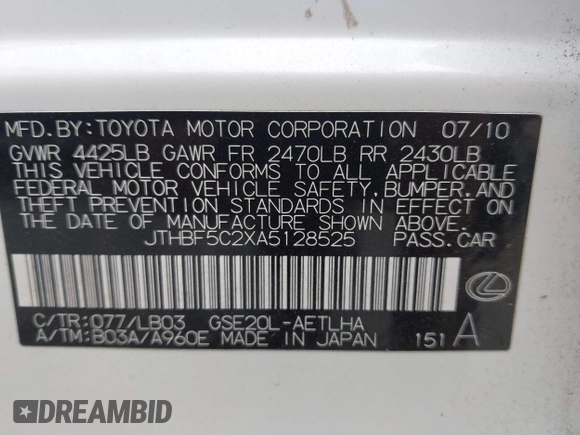 MFD.BY:TOYOTA MOTOR CORPORATION 07/10
GVWR 4425LB GAWR FR 2470LB RR 2430LB
THIS VEHICLE CONFORMS TO ALL APPLICABLE
FEDERAL MOTOR VEHICLE SAFETY, BUMPER, AND
THEFT PREVENTION STANDARDS IN EFFECT ON
THE DATE OF MANUFACTURE SHOWN ABOVE.
JTHBF5C2XA5128525 PASS.CAR
C/TR:077/LB03 GSE20L-AETLHA
A/TM:B03A/A960E MADE IN JAPAN 151 A
DREAMBID